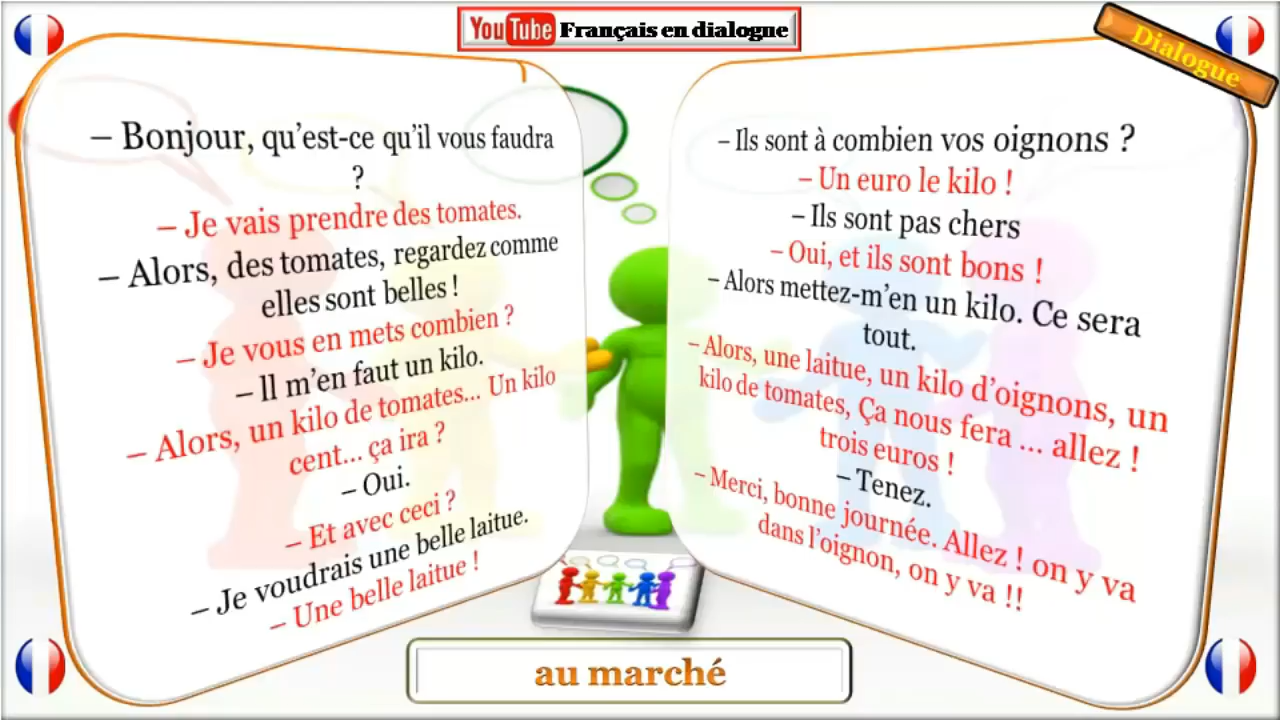 YouTube Français en dialogue
Dialogue
– Bonjour, qu’est-ce qu’il vous faudra
?
– Je vais prendre des tomates.
– Alors, des tomates, regardez comme
elles sont belles !
– Je vous en mets combien ?
– ll m’en faut un kilo.
– Alors, un kilo de tomates... Un kilo
cent... ça ira ?
– Oui.
– Et avec ceci ?
– Je voudrais une belle laitue.
– Une belle laitue !
– Ils sont à combien vos oignons ?
– Un euro le kilo !
– Ils sont pas chers
– Oui, et ils sont bons !
– Alors mettez-m’en un kilo. Ce sera
tout.
– Alors, une laitue, un kilo d’oignons, un
kilo de tomates, Ça nous fera ... allez !
trois euros !
– Tenez.
– Merci, bonne journée. Allez ! on y va
dans l’oignon, on y va !!
au marché